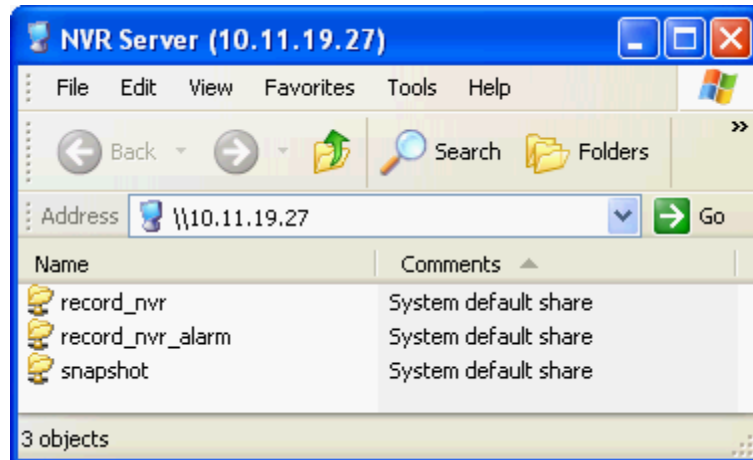 NVR Server (10.11.19.27)
File Edit View Favorites Tools Help
Back Search Folders »
Address \\10.11.19.27 Go
Name Comments
record_nvr System default share
record_nvr_alarm System default share
snapshot System default share
3 objects